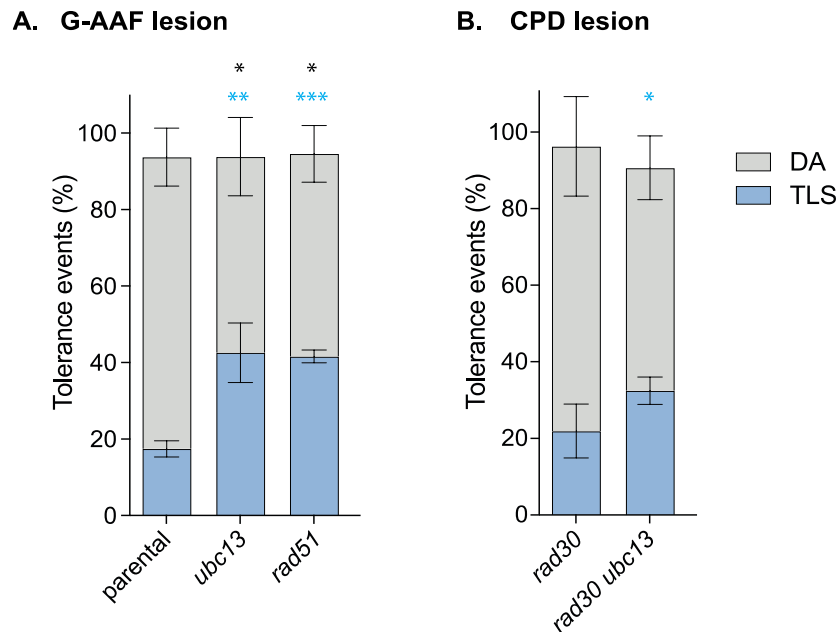 A. G-AAF lesion
* *
** ***
Tolerance events (%)
100
80
60
40
20
0
parental
ubc13
rad51
B. CPD lesion
*
Tolerance events (%)
100
80
60
40
20
0
rad30
rad30 ubc13
DA
TLS